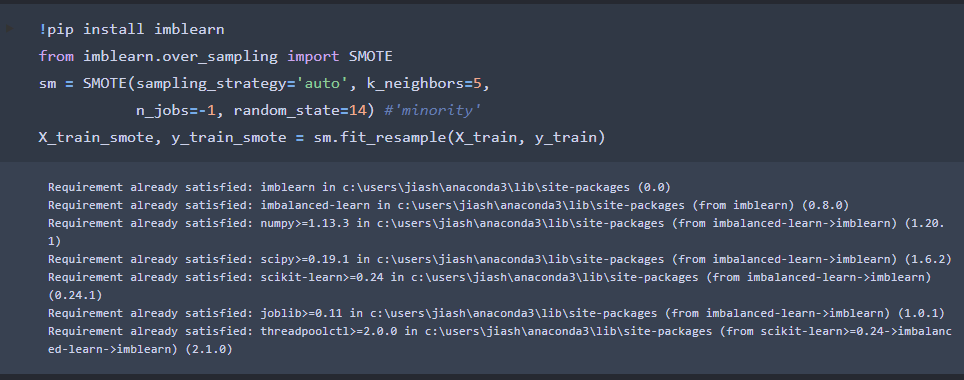 !pip install imblearn
from imblearn.over_sampling import SMOTE
sm = SMOTE(sampling_strategy='auto', k_neighbors=5,
           n_jobs=-1, random_state=14) #'minority'
X_train_smote, y_train_smote = sm.fit_resample(X_train, y_train)
Requirement already satisfied: imblearn in c:\users\jiash\anaconda3\lib\site-packages (0.0)
Requirement already satisfied: imbalanced-learn in c:\users\jiash\anaconda3\lib\site-packages (from imblearn) (0.8.0)
Requirement already satisfied: numpy>=1.13.3 in c:\users\jiash\anaconda3\lib\site-packages (from imbalanced-learn->imblearn) (1.20.
1)
Requirement already satisfied: scipy>=0.19.1 in c:\users\jiash\anaconda3\lib\site-packages (from imbalanced-learn->imblearn) (1.6.2)
Requirement already satisfied: scikit-learn>=0.24 in c:\users\jiash\anaconda3\lib\site-packages (from imbalanced-learn->imblearn)
(0.24.1)
Requirement already satisfied: joblib>=0.11 in c:\users\jiash\anaconda3\lib\site-packages (from imbalanced-learn->imblearn) (1.0.1)
Requirement already satisfied: threadpoolctl>=2.0.0 in c:\users\jiash\anaconda3\lib\site-packages (from scikit-learn>=0.24->imbalanc
ed-learn->imblearn) (2.1.0)